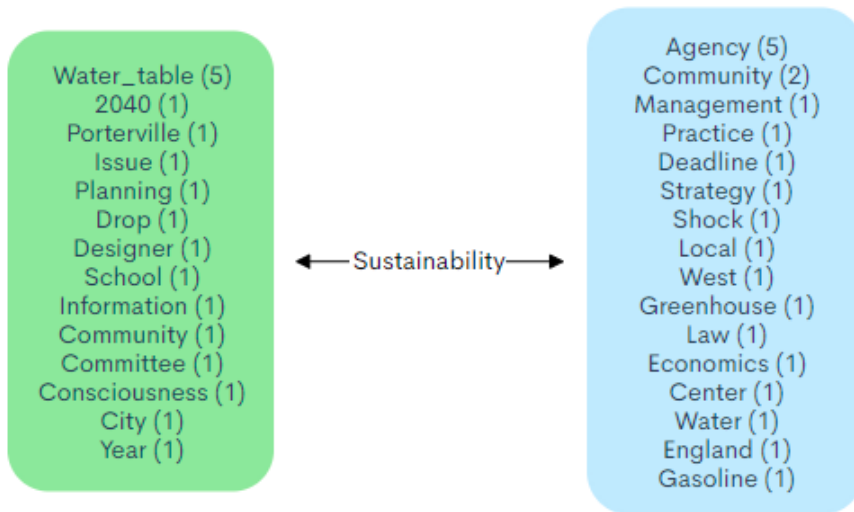 Water_table (5)
2040 (1)
Porterville (1)
Issue (1)
Planning (1)
Drop (1)
Designer (1)
School (1)
Information (1)
Community (1)
Committee (1)
Consciousness (1)
City (1)
Year (1)
Sustainability
Agency (5)
Community (2)
Management (1)
Practice (1)
Deadline (1)
Strategy (1)
Shock (1)
Local (1)
West (1)
Greenhouse (1)
Law (1)
Economics (1)
Center (1)
Water (1)
England (1)
Gasoline (1)